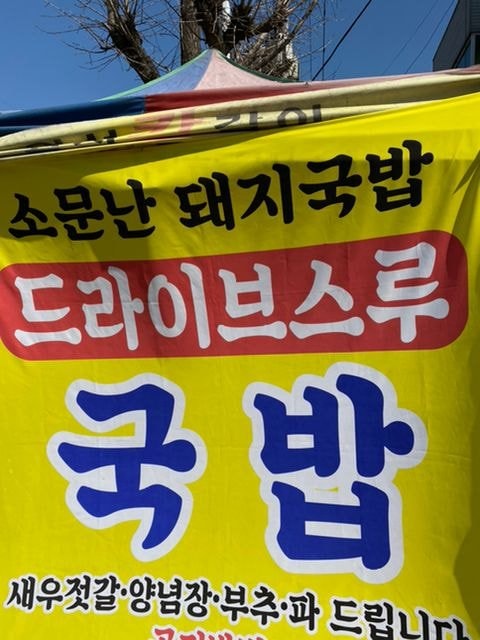 소문난 돼지국밥
드라이브스루
국밥
새우젓갈·양념장·부추·파 드립니다